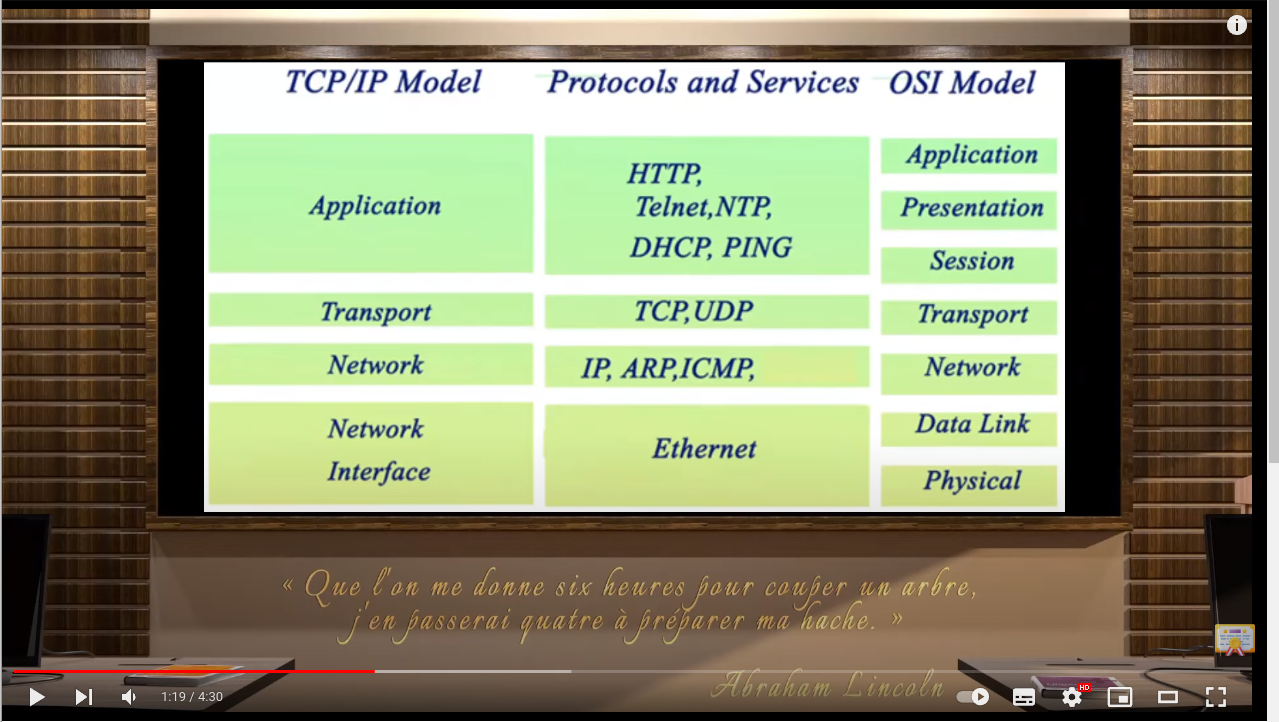 TCP/IP Model
Protocols and Services
OSI Model
Application
HTTP,
Telnet,NTP,
DHCP, PING
Application
Presentation
Session
Transport
TCP,UDP
Transport
Network
IP, ARP,ICMP,
Network
Network
Interface
Ethernet
Data Link
Physical
« Que l'on me donne six heures pour couper un arbre,
j'en passerai quatre à préparer ma hache. »
Abraham Lincoln
1:19 / 4:30
HD